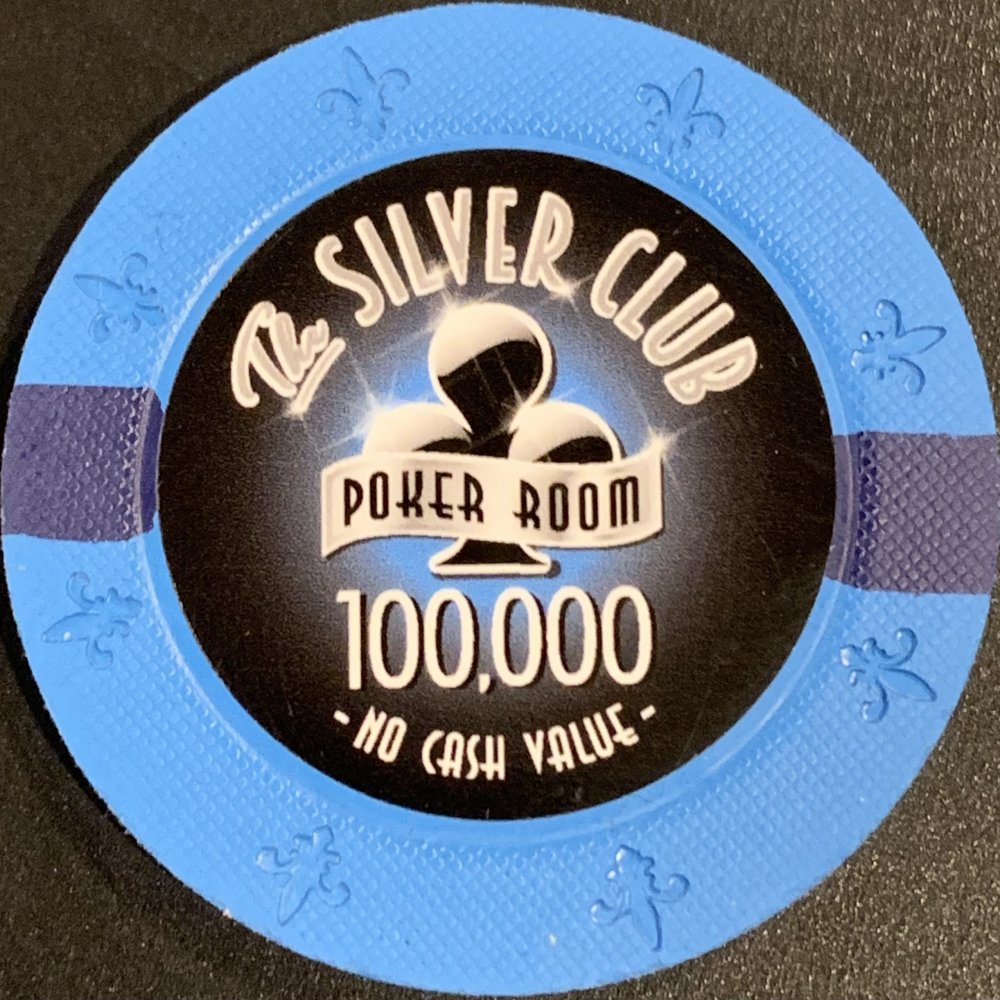 The SILVER CLUB
POKER ROOM
100,000
- NO CASH VALUE -